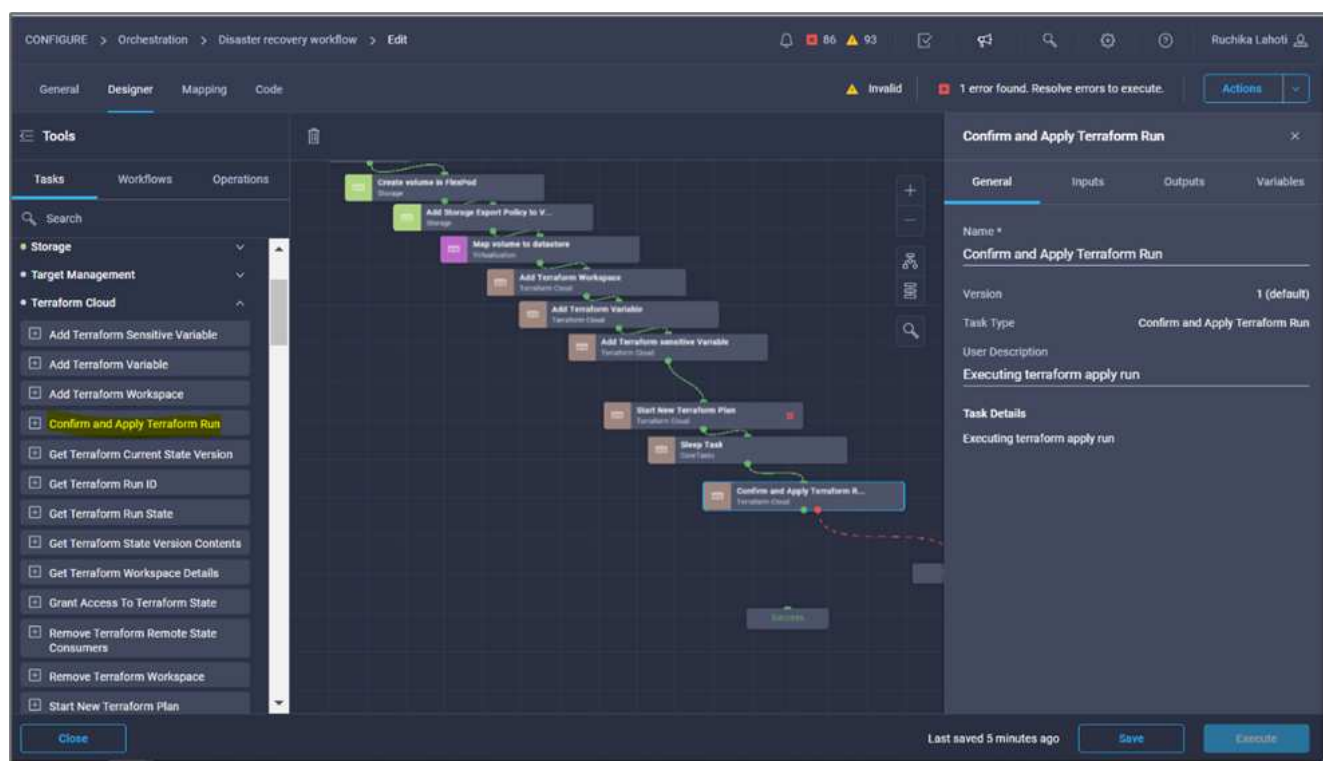 CONFIGURE > Orchestration > Disaster recovery workflow > Edit
86 93
Ruchika Lahoti
General Designer Mapping Code
Invalid
1 error found. Resolve errors to execute.
Actions
Tools
Tasks Workflows Operations
Search
Storage
Target Management
Terraform Cloud
Add Terraform Sensitive Variable
Add Terraform Variable
Add Terraform Workspace
Confirm and Apply Terraform Run
Get Terraform Current State Version
Get Terraform Run ID
Get Terraform Run State
Get Terraform State Version Contents
Get Terraform Workspace Details
Grant Access To Terraform State
Remove Terraform Remote State
Consumers
Remove Terraform Workspace
Start New Terraform Plan
Create volume in FlexPod
Storage
Add Storage Export Policy to V...
Storage
Map volume to datastore
Virtualization
Add Terraform Workspace
Terraform Cloud
Add Terraform Variable
Terraform Cloud
Add Terraform sensitive Variable
Terraform Cloud
Start New Terraform Plan
Terraform Cloud
Sleep Task
CoreTasks
Confirm and Apply Terraform R...
Terraform Cloud
Success
Confirm and Apply Terraform Run
General Inputs Outputs Variables
Name *
Confirm and Apply Terraform Run
Version 1 (default)
Task Type Confirm and Apply Terraform Run
User Description
Executing terraform apply run
Task Details
Executing terraform apply run
Close
Last saved 5 minutes ago
Save
Execute